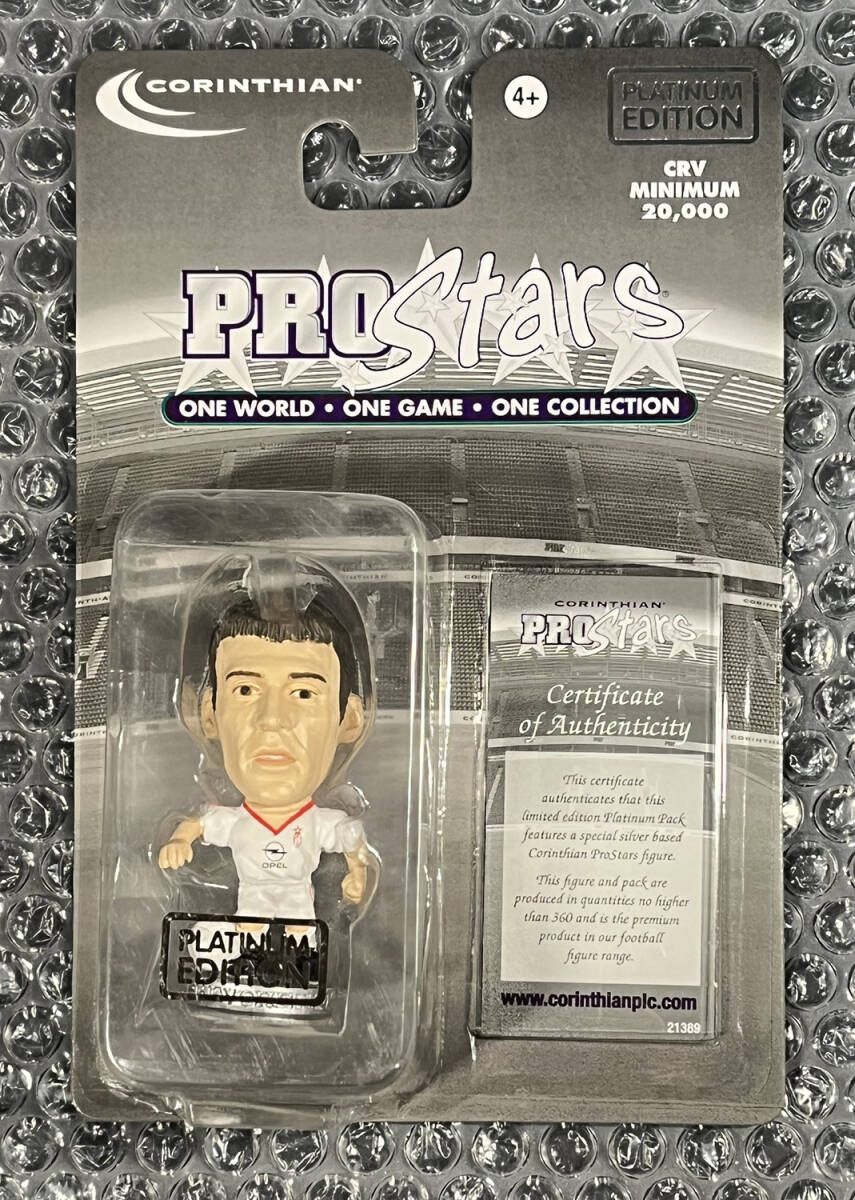 CORINTHIAN
4+
PLATINUM
EDITION
CRV
MINIMUM
20,000
PROStars
ONE WORLD • ONE GAME • ONE COLLECTION
CORINTHIAN
PROStars
Certificate
of Authenticity
This certificate
authenticates that this
limited edition Platinum Pack
features a special silver based
Corinthian ProStars figure.
This figure and pack are
produced in quantities no higher
than 360 and is the premium
product in our football
figure range.
www.corinthianplc.com
21389
OPEL
PLATINUM
EDITION